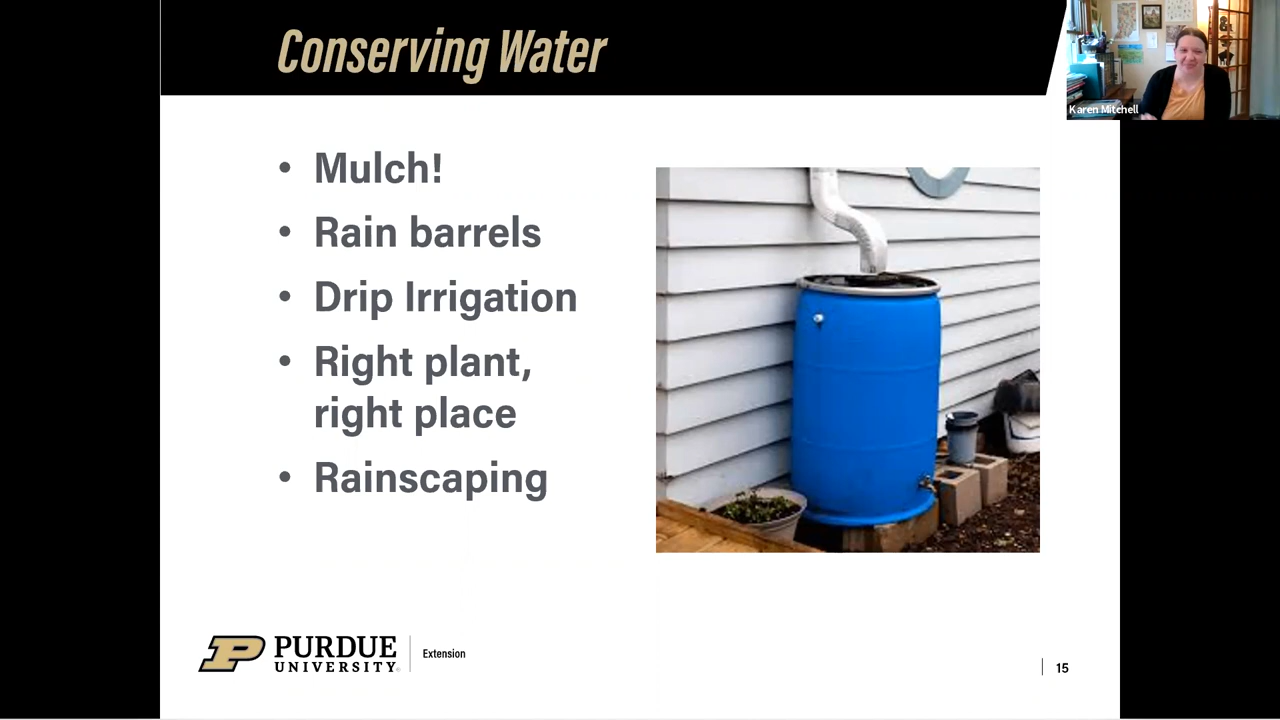 Conserving Water
Karen Mitchell
• Mulch!
• Rain barrels
• Drip Irrigation
• Right plant,
right place
• Rainscaping
P PURDUE
UNIVERSITY®
Extension
15